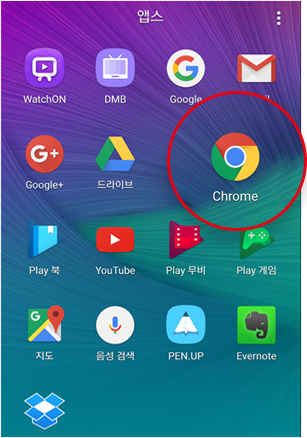 앱스
WatchON
DMB
Google
Google+
드라이브
Chrome
Play 북
YouTube
Play 무비
Play 게임
지도
음성 검색
PEN.UP
Evernote